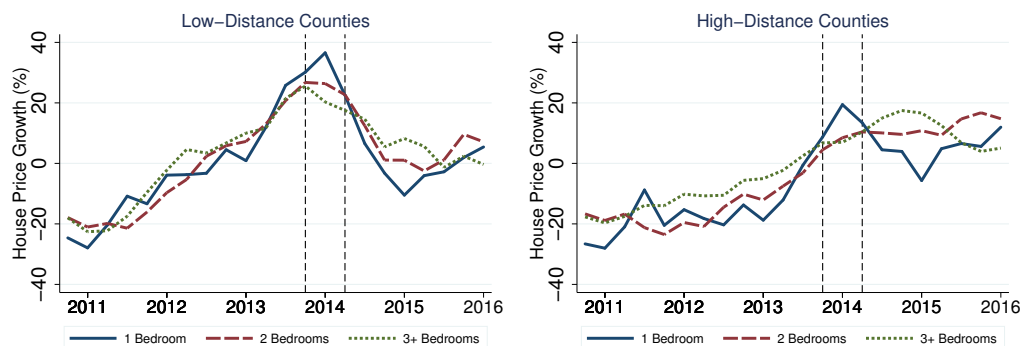 Low−Distance Counties
House Price Growth (%)
40
20
0
−20
−40
2011 2012 2013 2014 2015 2016
1 Bedroom 2 Bedrooms 3+ Bedrooms
High−Distance Counties
House Price Growth (%)
40
20
0
−20
−40
2011 2012 2013 2014 2015 2016
1 Bedroom 2 Bedrooms 3+ Bedrooms